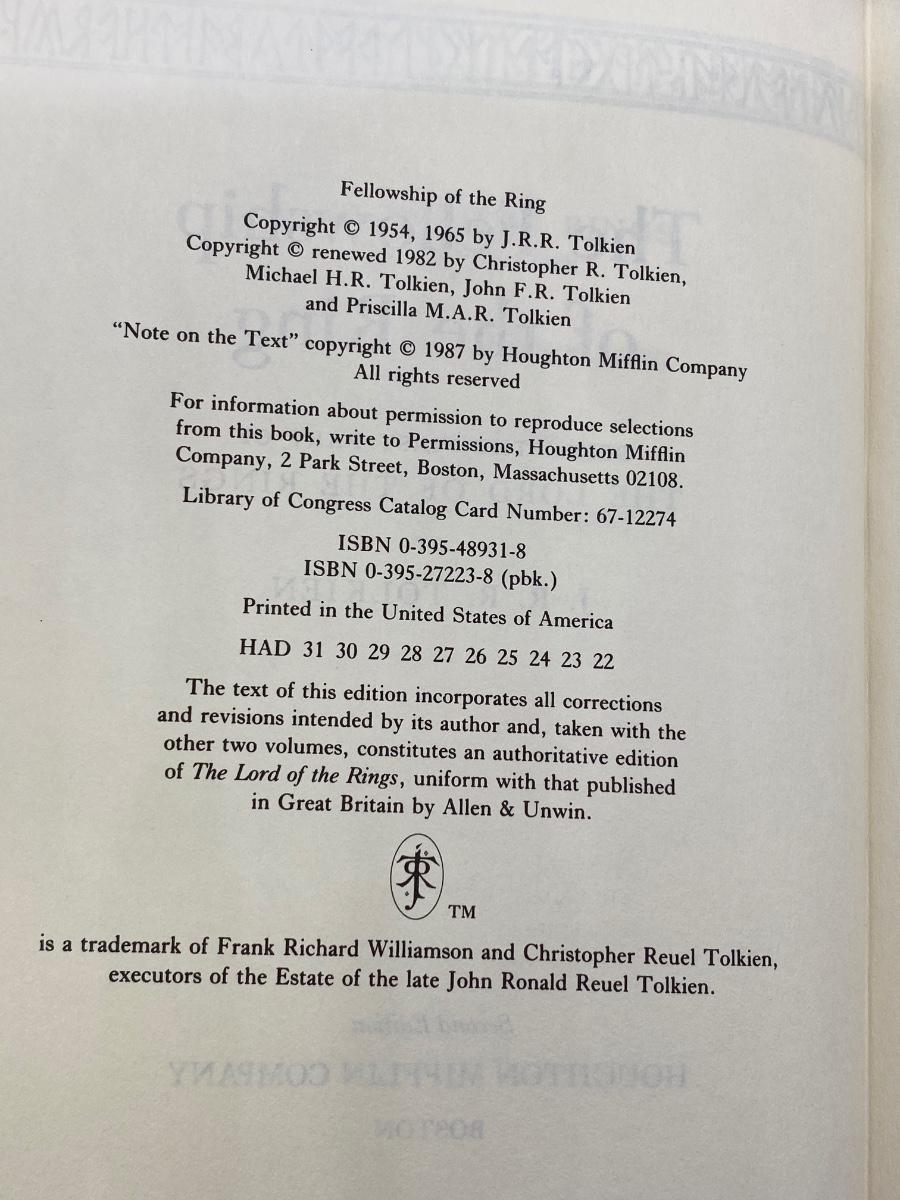 Fellowship of the Ring
Copyright © 1954, 1965 by J.R.R. Tolkien
Copyright © renewed 1982 by Christopher R. Tolkien,
Michael H.R. Tolkien, John F.R. Tolkien
and Priscilla M.A.R. Tolkien
“Note on the Text” copyright © 1987 by Houghton Mifflin Company
All rights reserved
For information about permission to reproduce selections
from this book, write to Permissions, Houghton Mifflin
Company, 2 Park Street, Boston, Massachusetts 02108.
Library of Congress Catalog Card Number: 67-12274
ISBN 0-395-48931-8
ISBN 0-395-27223-8 (pbk.)
Printed in the United States of America
HAD 31 30 29 28 27 26 25 24 23 22
The text of this edition incorporates all corrections
and revisions intended by its author and, taken with the
other two volumes, constitutes an authoritative edition
of The Lord of the Rings, uniform with that published
in Great Britain by Allen & Unwin.
TM
is a trademark of Frank Richard Williamson and Christopher Reuel Tolkien,
executors of the Estate of the late John Ronald Reuel Tolkien.
Second Edition
HOUGHTON MIFFLIN COMPANY
BOSTON